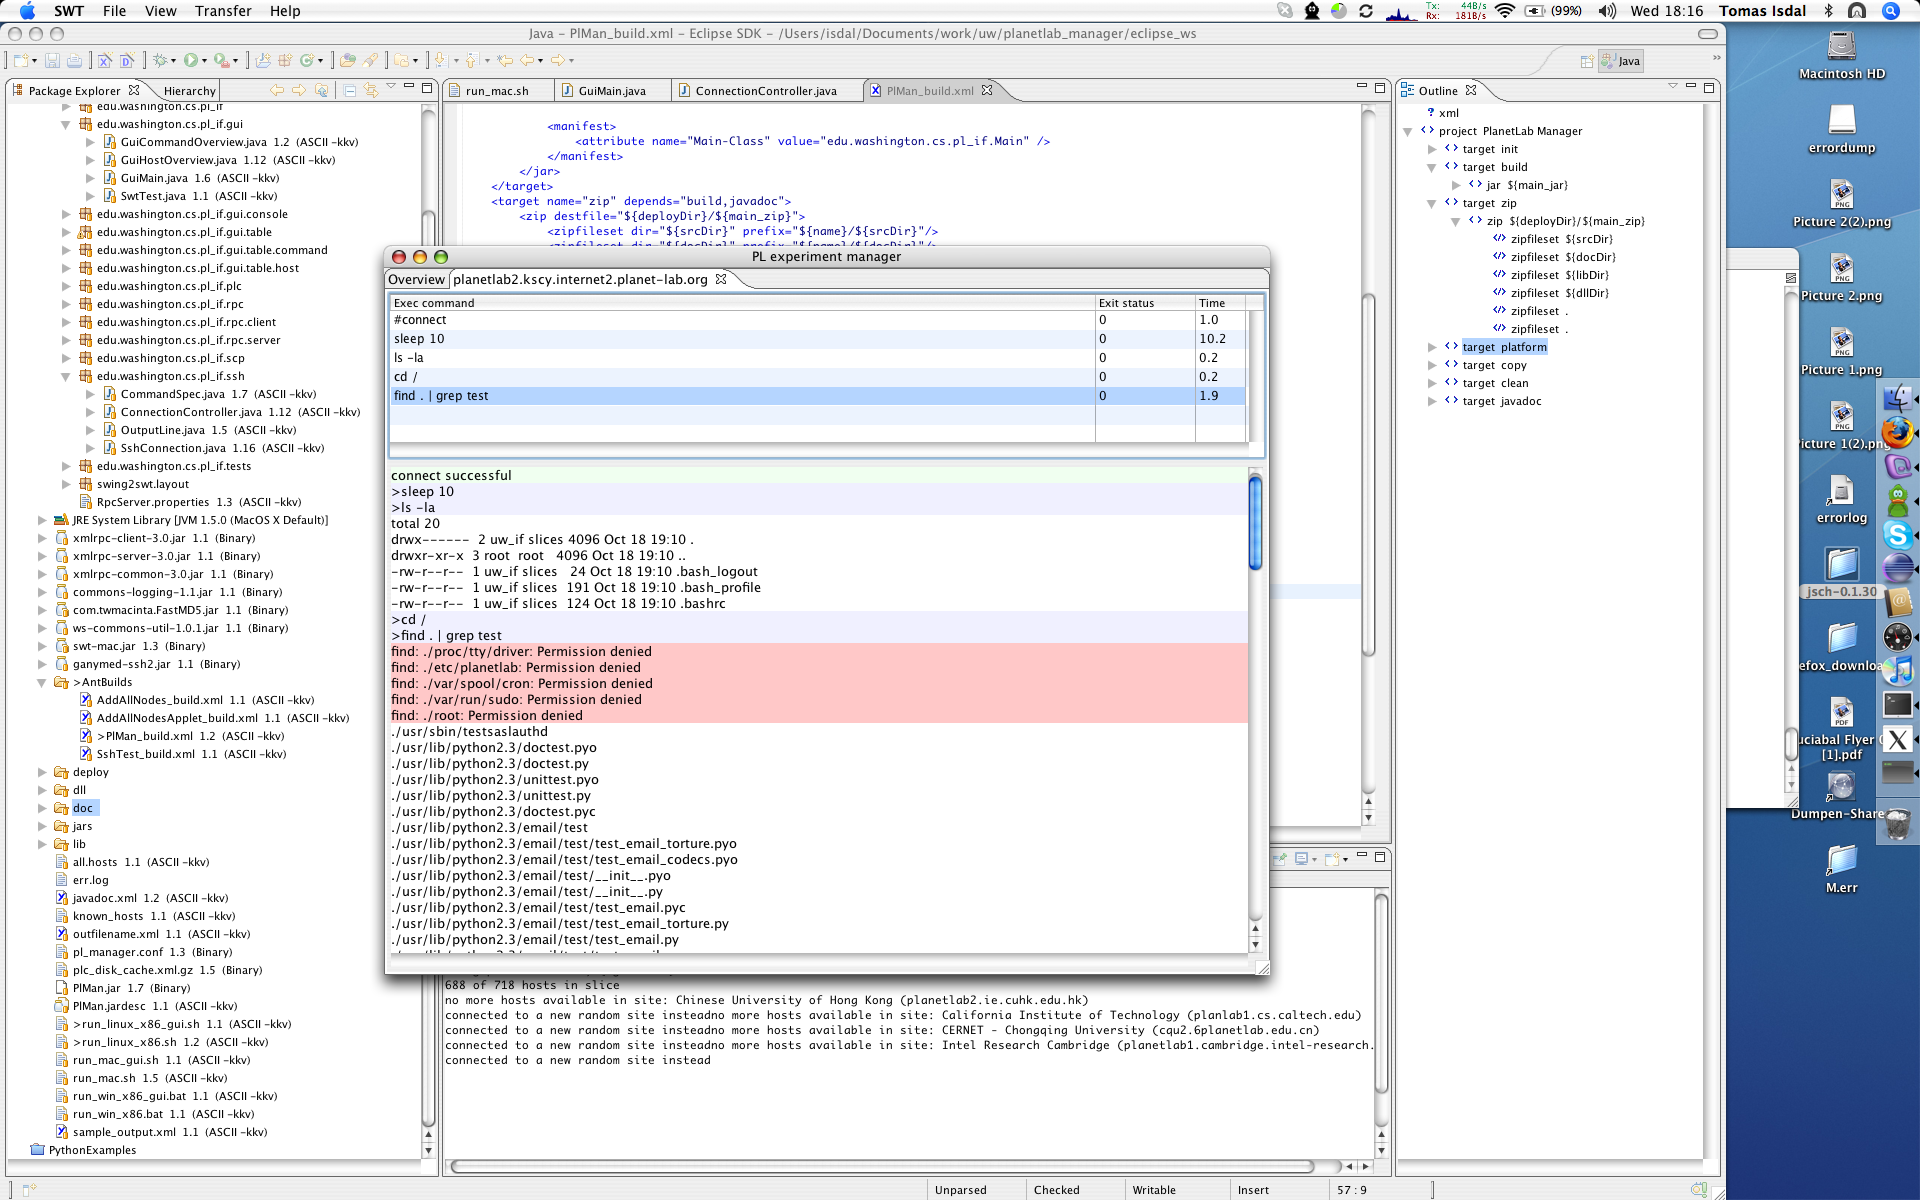 SWT File View Transfer Help
Tx: 44B/s
Rx: 181B/s
(99%) Wed 18:16 Tomas Isdal
Java – PlMan_build.xml – Eclipse SDK – /Users/isdal/Documents/work/uw/planetlab_manager/eclipse_ws
Java
Package Explorer Hierarchy
edu.washington.cs.pl_if
edu.washington.cs.pl_if.gui
GuiCommandOverview.java 1.2 (ASCII -kkv)
GuiHostOverview.java 1.12 (ASCII -kkv)
GuiMain.java 1.6 (ASCII -kkv)
SwtTest.java 1.1 (ASCII -kkv)
edu.washington.cs.pl_if.gui.console
edu.washington.cs.pl_if.gui.table
edu.washington.cs.pl_if.gui.table.command
edu.washington.cs.pl_if.gui.table.host
edu.washington.cs.pl_if.plc
edu.washington.cs.pl_if.rpc
edu.washington.cs.pl_if.rpc.client
edu.washington.cs.pl_if.rpc.server
edu.washington.cs.pl_if.scp
edu.washington.cs.pl_if.ssh
CommandSpec.java 1.7 (ASCII -kkv)
ConnectionController.java 1.12 (ASCII -kkv)
OutputLine.java 1.5 (ASCII -kkv)
SshConnection.java 1.16 (ASCII -kkv)
edu.washington.cs.pl_if.tests
swing2swt.layout
RpcServer.properties 1.3 (ASCII -kkv)
JRE System Library [JVM 1.5.0 (MacOS X Default)]
xmlrpc-client-3.0.jar 1.1 (Binary)
xmlrpc-server-3.0.jar 1.1 (Binary)
xmlrpc-common-3.0.jar 1.1 (Binary)
commons-logging-1.1.jar 1.1 (Binary)
com.twmacinta.FastMD5.jar 1.1 (Binary)
ws-commons-util-1.0.1.jar 1.1 (Binary)
swt-mac.jar 1.3 (Binary)
ganymed-ssh2.jar 1.1 (Binary)
>AntBuilds
AddAllNodes_build.xml 1.1 (ASCII -kkv)
AddAllNodesApplet_build.xml 1.1 (ASCII -kkv)
>PlMan_build.xml 1.2 (ASCII -kkv)
SshTest_build.xml 1.1 (ASCII -kkv)
deploy
dll
doc
jars
lib
all.hosts 1.1 (ASCII -kkv)
err.log
javadoc.xml 1.2 (ASCII -kkv)
known_hosts 1.1 (ASCII -kkv)
outfilename.xml 1.1 (ASCII -kkv)
pl_manager.conf 1.3 (Binary)
plc_disk_cache.xml.gz 1.5 (Binary)
PlMan.jar 1.7 (Binary)
PlMan.jardesc 1.1 (ASCII -kkv)
>run_linux_x86_gui.sh 1.1 (ASCII -kkv)
>run_linux_x86.sh 1.2 (ASCII -kkv)
run_mac_gui.sh 1.1 (ASCII -kkv)
run_mac.sh 1.5 (ASCII -kkv)
run_win_x86_gui.bat 1.1 (ASCII -kkv)
run_win_x86.bat 1.1 (ASCII -kkv)
sample_output.xml 1.1 (ASCII -kkv)
PythonExamples
run_mac.sh GuiMain.java ConnectionController.java PlMan_build.xml
<manifest>
<attribute name="Main-Class" value="edu.washington.cs.pl_if.Main" />
</manifest>
</jar>
</target>
<target name="zip" depends="build,javadoc">
<zip destfile="${deployDir}/${main_zip}">
<zipfileset dir="${srcDir}" prefix="${name}/${srcDir}"/>
<zipfileset dir="${docDir}" prefix="${name}/${docDir}"/>
PL experiment manager
Overview planetlab2.kscy.internet2.planet-lab.org
Exec command Exit status Time
#connect 0 1.0
sleep 10 0 10.2
ls -la 0 0.2
cd / 0 0.2
find . | grep test 0 1.9
connect successful
>sleep 10
>ls -la
total 20
drwx------ 2 uw_if slices 4096 Oct 18 19:10 .
drwxr-xr-x 3 root root 4096 Oct 18 19:10 ..
-rw-r--r-- 1 uw_if slices 24 Oct 18 19:10 .bash_logout
-rw-r--r-- 1 uw_if slices 191 Oct 18 19:10 .bash_profile
-rw-r--r-- 1 uw_if slices 124 Oct 18 19:10 .bashrc
>cd /
>find . | grep test
find: ./proc/tty/driver: Permission denied
find: ./etc/planetlab: Permission denied
find: ./var/spool/cron: Permission denied
find: ./var/run/sudo: Permission denied
find: ./root: Permission denied
./usr/sbin/testsaslauthd
./usr/lib/python2.3/doctest.pyo
./usr/lib/python2.3/doctest.py
./usr/lib/python2.3/unittest.pyo
./usr/lib/python2.3/unittest.py
./usr/lib/python2.3/doctest.pyc
./usr/lib/python2.3/email/test
./usr/lib/python2.3/email/test/test_email_torture.pyo
./usr/lib/python2.3/email/test/test_email_codecs.pyo
./usr/lib/python2.3/email/test/__init__.pyo
./usr/lib/python2.3/email/test/__init__.py
./usr/lib/python2.3/email/test/test_email.pyc
./usr/lib/python2.3/email/test/test_email_torture.py
./usr/lib/python2.3/email/test/test_email.py
688 of 718 hosts in slice
no more hosts available in site: Chinese University of Hong Kong (planetlab2.ie.cuhk.edu.hk)
connected to a new random site insteadno more hosts available in site: California Institute of Technology (planlab1.cs.caltech.edu)
connected to a new random site insteadno more hosts available in site: CERNET - Chongqing University (cqu2.6planetlab.edu.cn)
connected to a new random site insteadno more hosts available in site: Intel Research Cambridge (planetlab1.cambridge.intel-research.
connected to a new random site instead
Outline
xml
project PlanetLab Manager
target init
target build
jar ${main_jar}
target zip
zip ${deployDir}/${main_zip}
zipfileset ${srcDir}
zipfileset ${docDir}
zipfileset ${libDir}
zipfileset ${dllDir}
zipfileset .
zipfileset .
target platform
target copy
target clean
target javadoc
Macintosh HD
errordump
Picture 2(2).png
Picture 2.png
Picture 1.png
icture 1(2).png
errorlog
jsch-0.1.30
efox_downloa
uciabal Flyer
[1].pdf
Dumpen-Share
M.err
Unparsed Checked Writable Insert 57 : 9